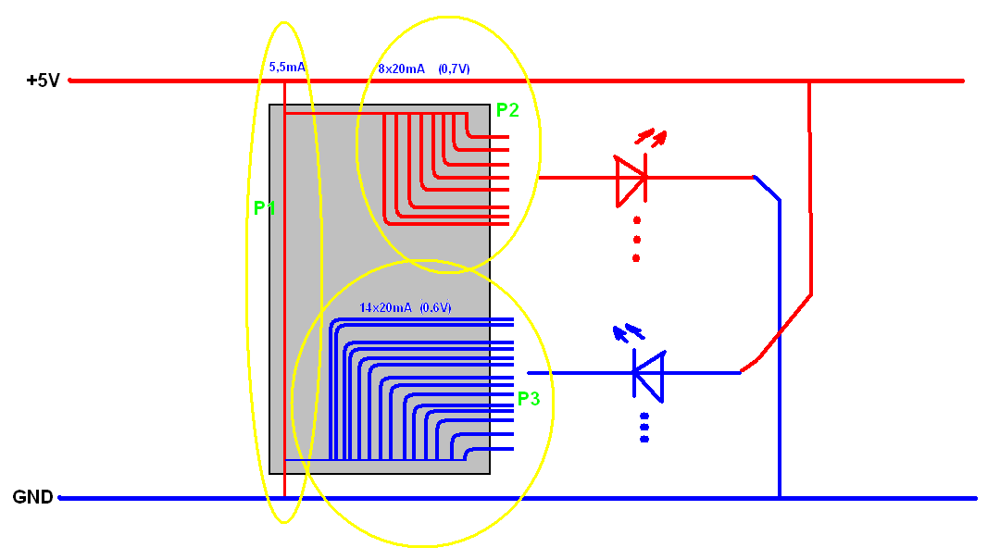 5,5mA
8x20mA (0,7V)
+5V
P2
P1
14x20mA (0.6V)
P3
GND